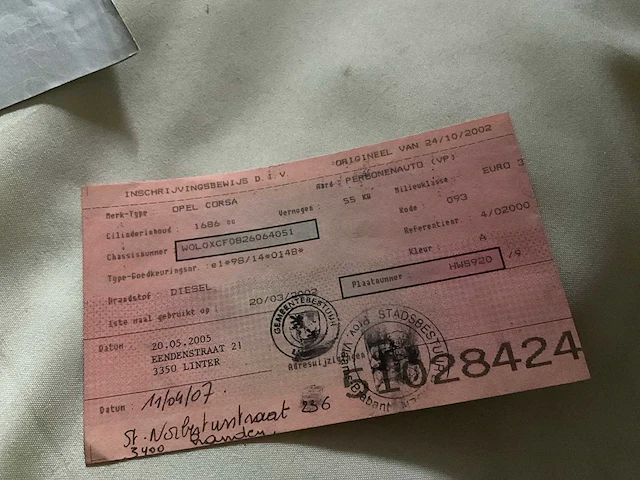 INSCHRIJVINGSBEWIJS D.I.V. ORIGINEEL VAN 24/10/2002
Merk-Type OPEL CORSA Aard: PERSONENAUTO (VP)
Cilinderinhoud : 1686 cc Vermogen : 55 KW Milieuklasse : EURO 3
Chassisnummer W0L0XCF0826064051 Kode 093
Type-Goedkeuringsnr. :e1*98/14*0148* Referentienr. 4/02000
Brandstof DIESEL Kleur : A
1ste maal gebruikt op : 20/03/2002 Plaatnummer HWS920 /9
Datum : 20.05.2005 GEMEENTEBESTUUR STADSBESTUUR
EENDENSTRAAT 21
3350 LINTER Adreswijzigingen
51028424
Datum : 11/04/07.
St. Norbertusstraat 236
3400 Landen